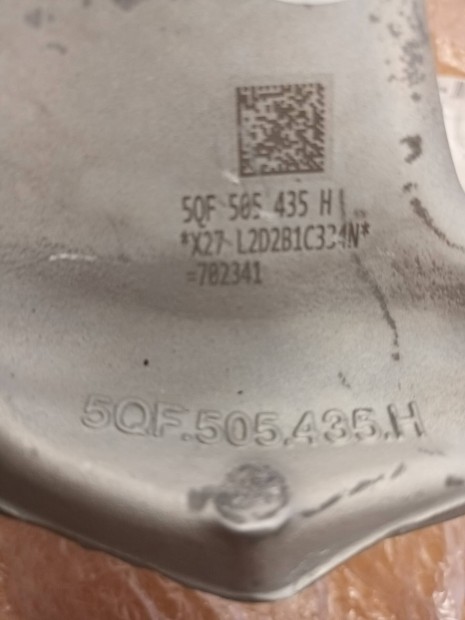 5QF 505 435 H
*X27 L2D2B1C334N*
=702341
5QF.505.435.H